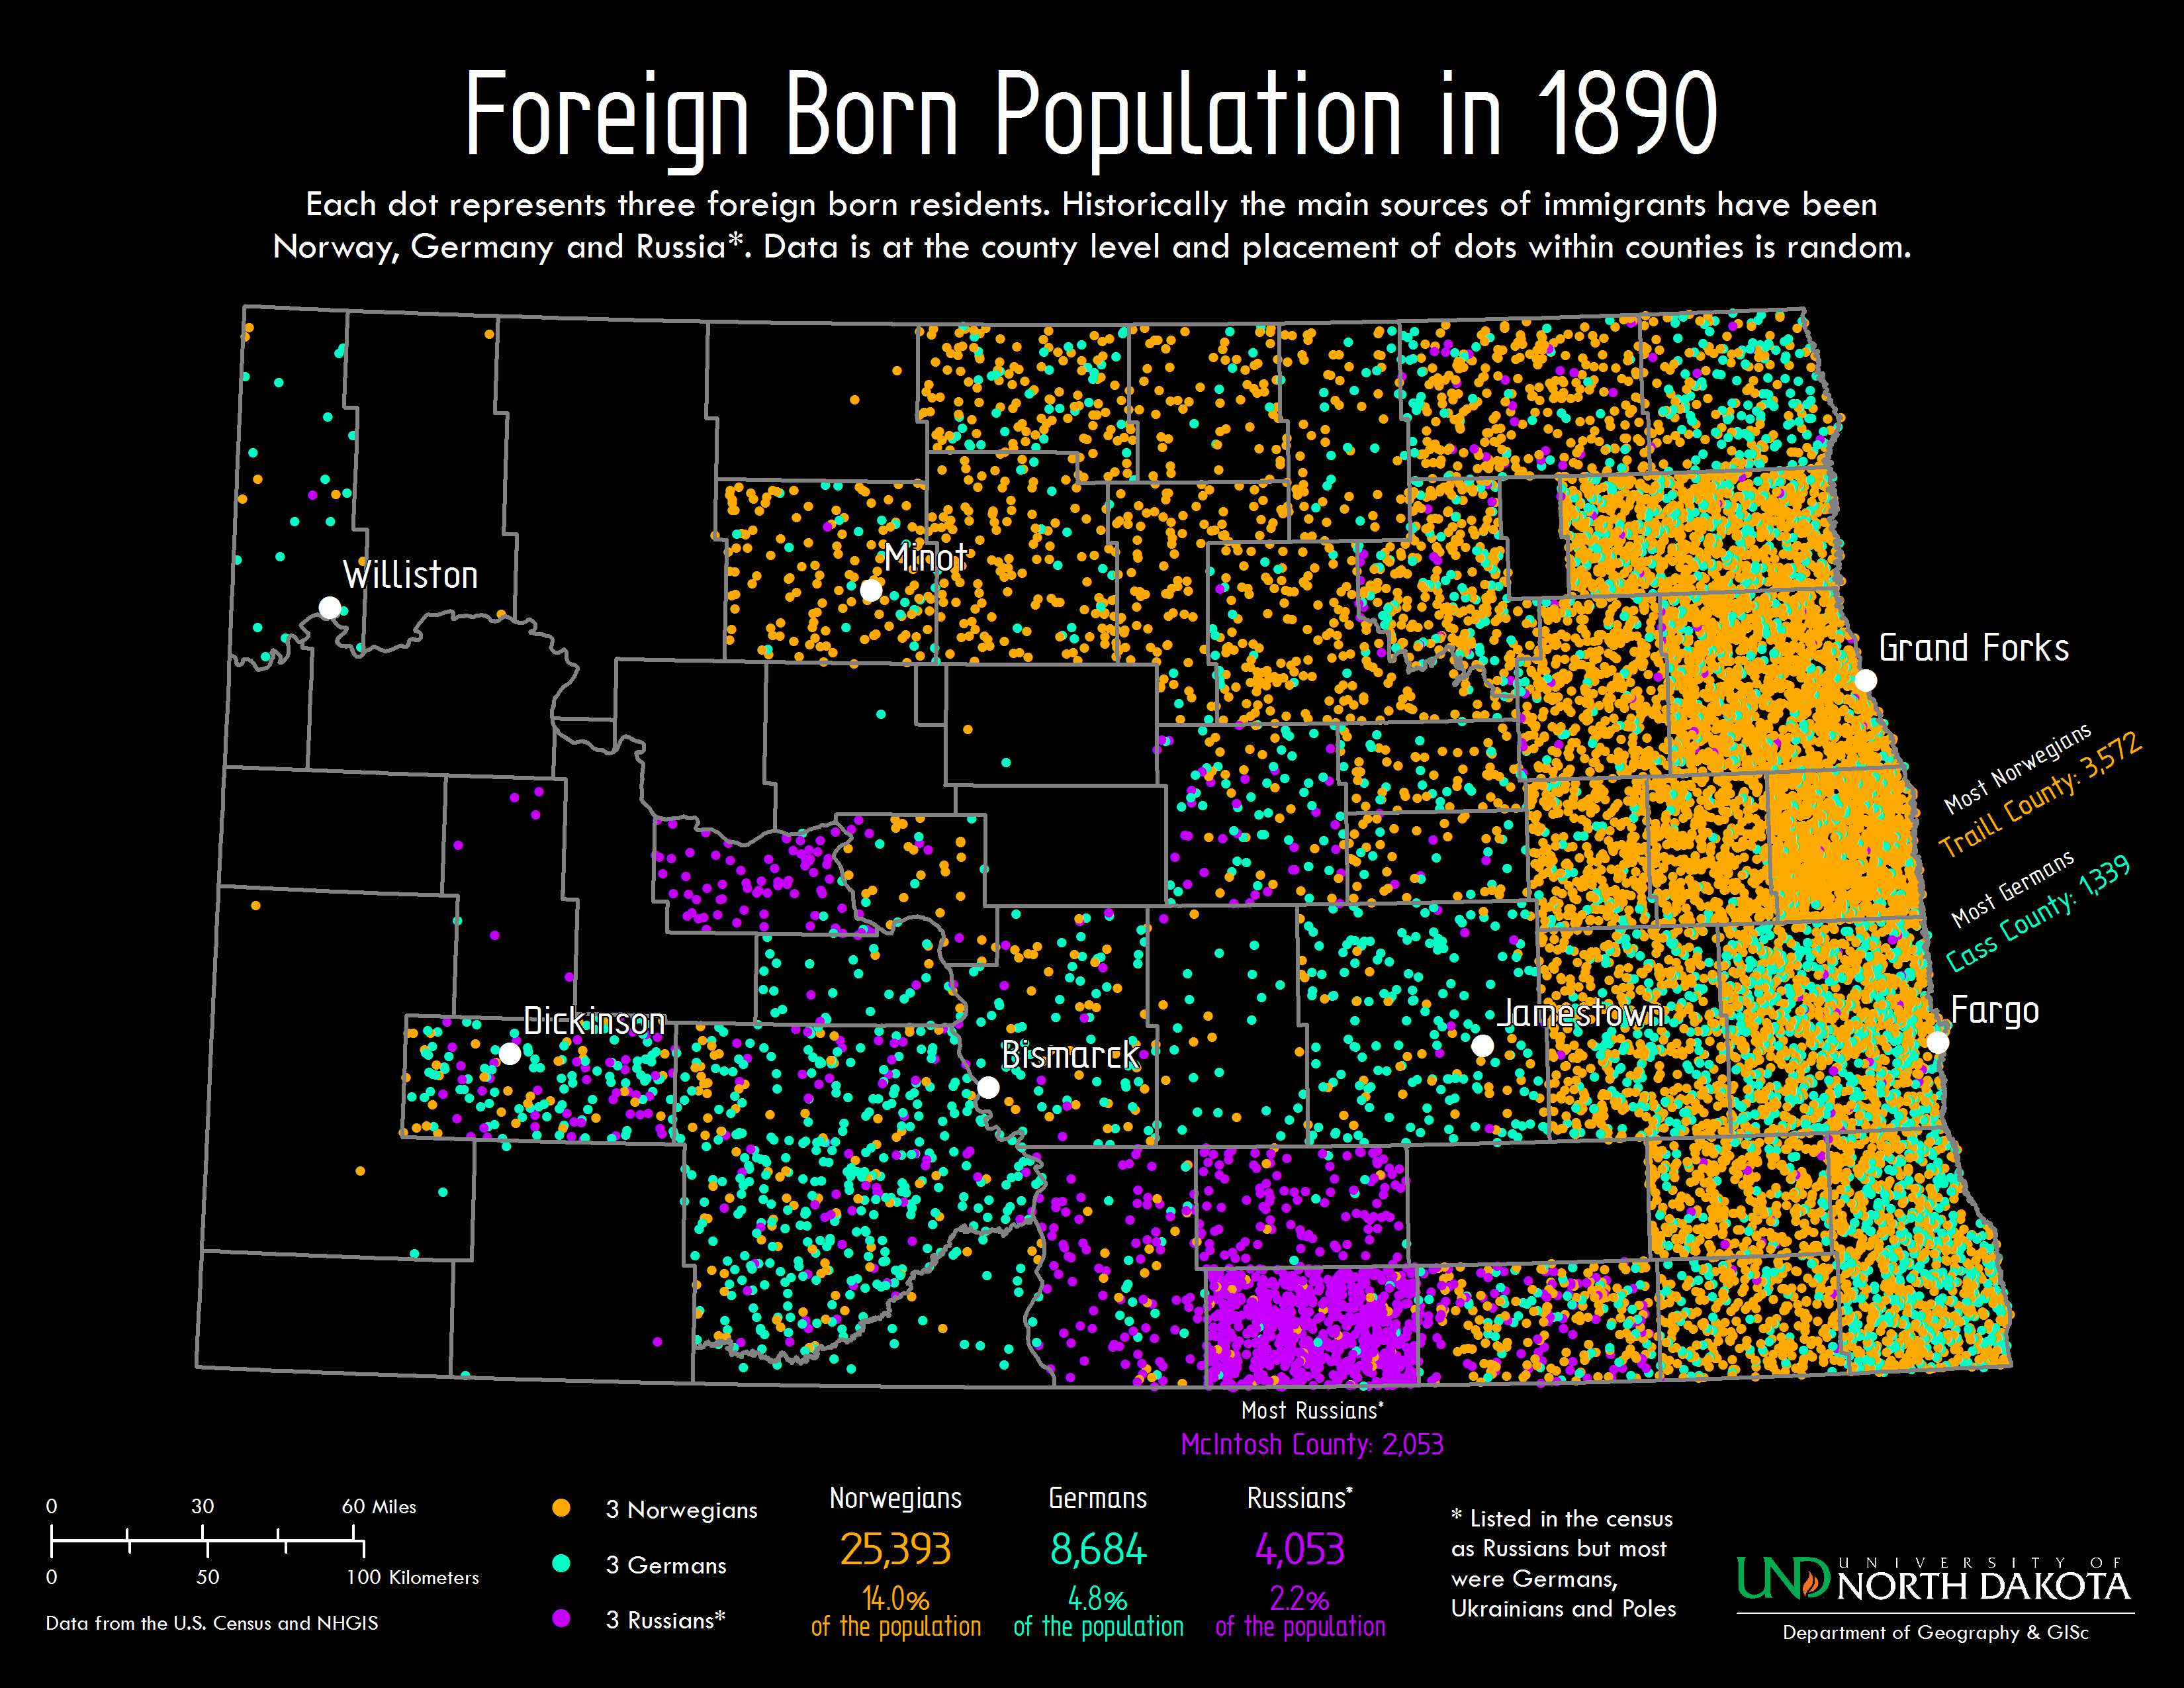 Foreign Born Population in 1890
Each dot represents three foreign born residents. Historically the main sources of immigrants have been
Norway, Germany and Russia*. Data is at the county level and placement of dots within counties is random.
Minot
Williston
Grand Forks
Most Norwegians
Traill County: 3,572
Most Germans
Cass County: 1,339
Dickinson
Jamestown
Fargo
Bismarck
Most Russians*
McIntosh County: 2,053
0 30 60 Miles
0 50 100 Kilometers
Data from the U.S. Census and NHGIS
3 Norwegians
3 Germans
3 Russians*
Norwegians
25,393
14.0%
of the population
Germans
8,684
4.8%
of the population
Russians*
4,053
2.2%
of the population
* Listed in the census
as Russians but most
were Germans,
Ukrainians and Poles
UND
UNIVERSITY OF
NORTH DAKOTA
Department of Geography & GISc